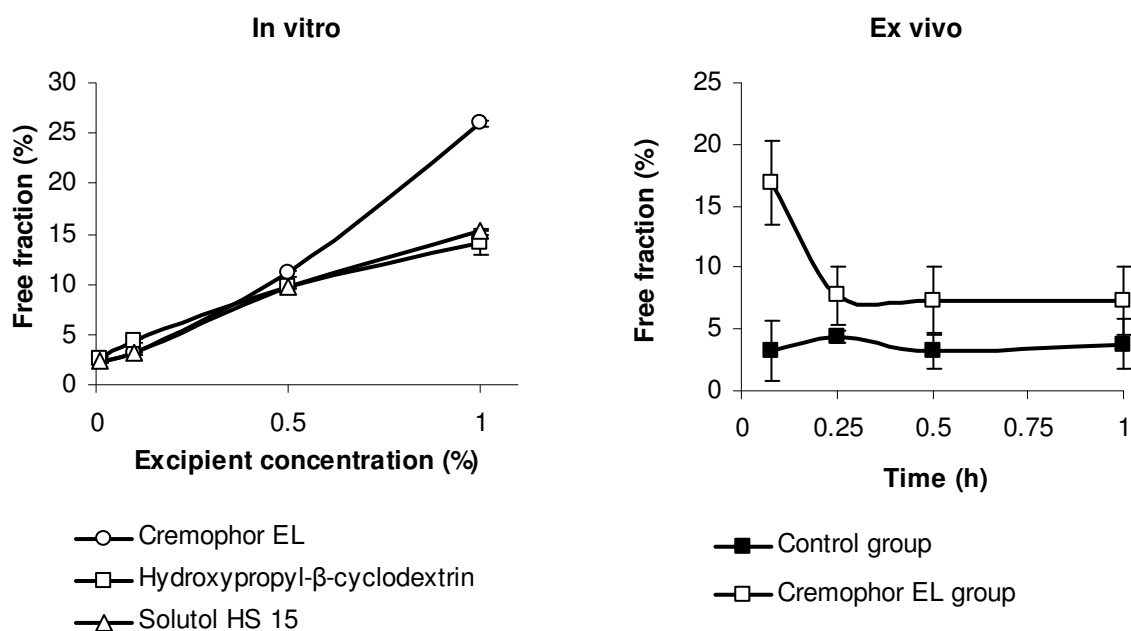 In vitro
30
25
20
15
10
5
0
Free fraction (%)
0 0.5 1
Excipient concentration (%)
Cremophor EL
Hydroxypropyl-β-cyclodextrin
Solutol HS 15
Ex vivo
25
20
15
10
5
0
Free fraction (%)
0 0.25 0.5 0.75 1
Time (h)
Control group
Cremophor EL group